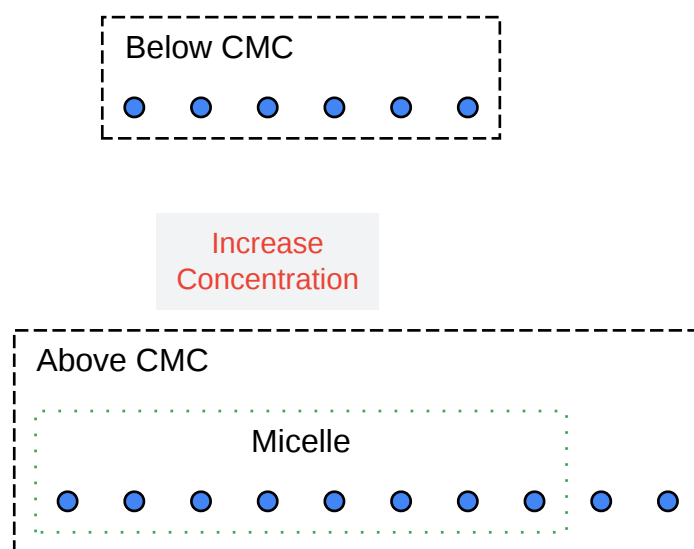 Below CMC
Increase
Concentration
Above CMC
Micelle